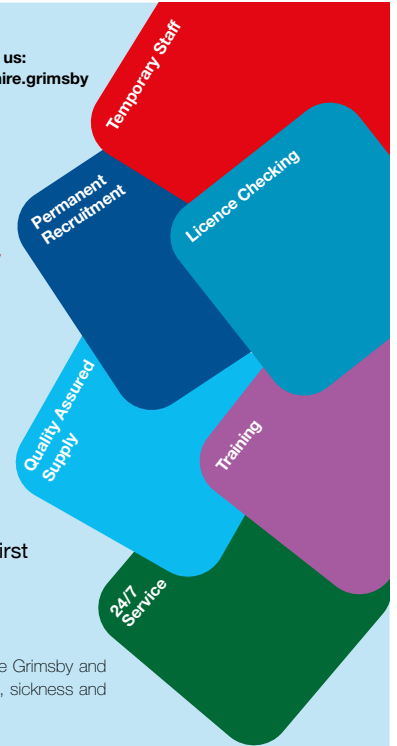 us:
ire.grimsby
Temporary Staff
Permanent
Recruitment
Licence Checking
Quality Assured
Supply
Training
irst
24/7
Service
e Grimsby and
, sickness and